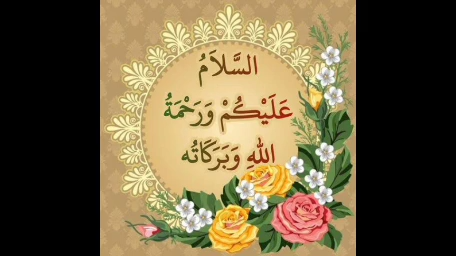 السَّلَامُ
عَلَيْكُمْ وَرَحْمَةُ
اللهِ وَبَرَكَاتُه